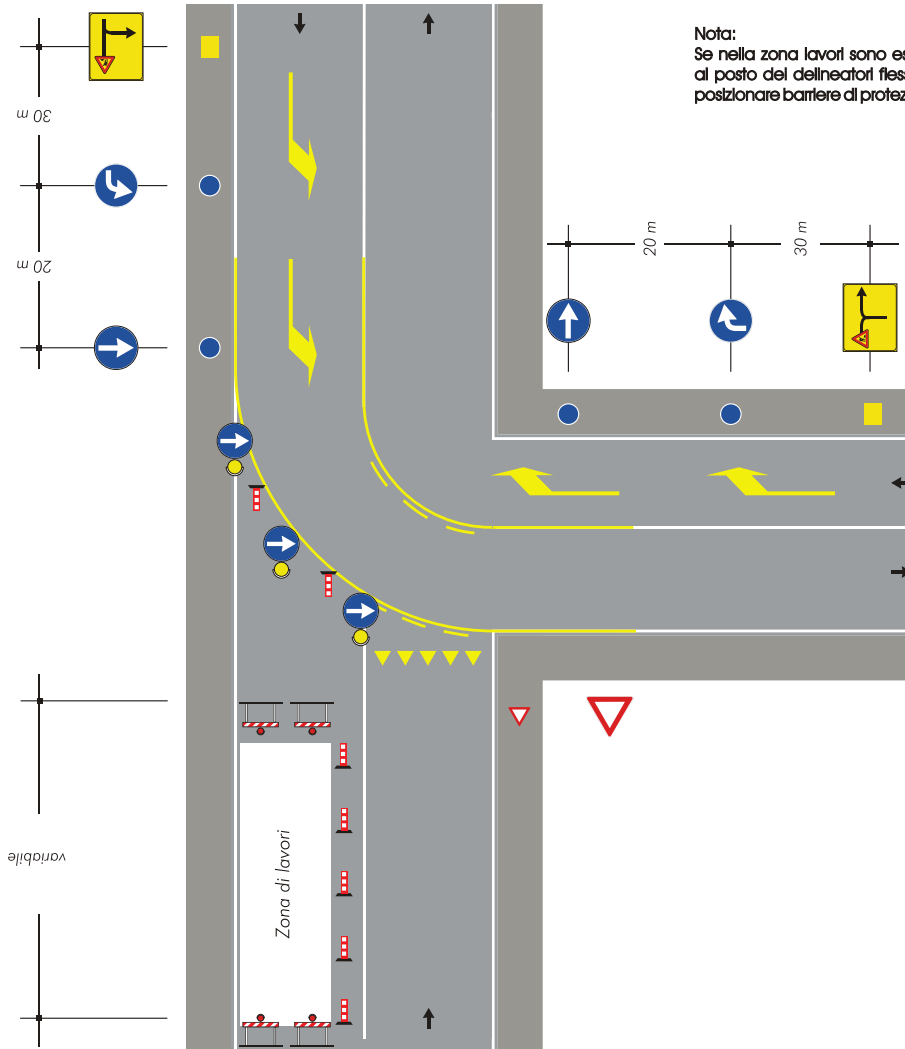 Nota:
Se nella zona lavori sono es
al posto dei delineatori fless
posizionare barriere di protez
30 m
20 m
20 m
30 m
variabile
Zona di lavori